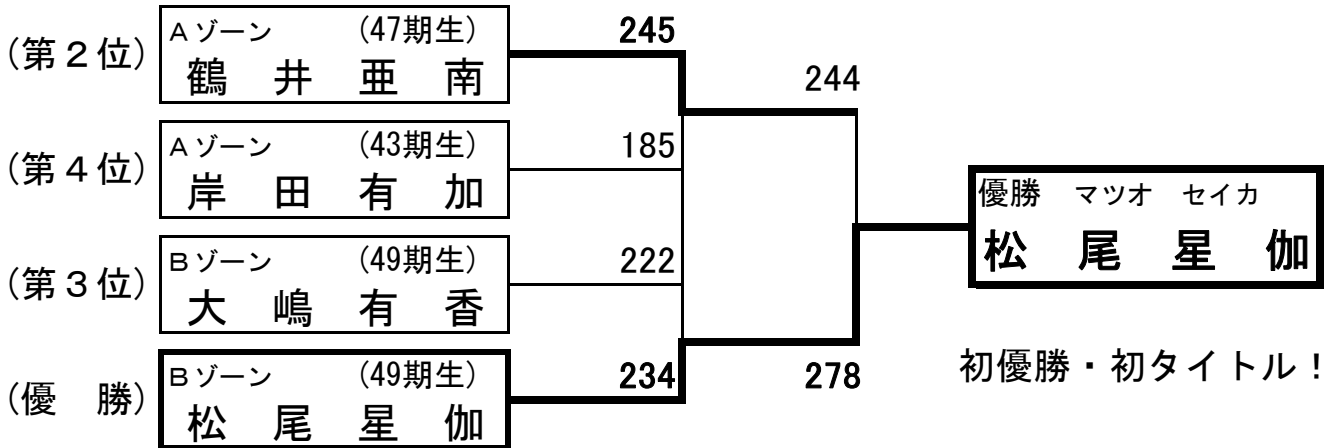 (第2位)
Aゾーン (47期生)
鶴井亜南
245
244
(第4位)
Aゾーン (43期生)
岸田有加
185
(第3位)
Bゾーン (49期生)
大嶋有香
222
(優 勝)
Bゾーン (49期生)
松尾星伽
234
278
優勝 マツオ セイカ
松尾星伽
初優勝・初タイトル！